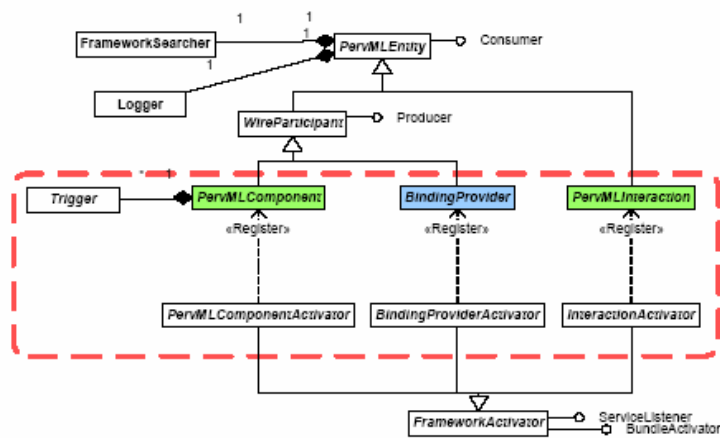 1
1
FrameworkSearcher
1
PervMLEntity
Consumer
1
Logger
WireParticipant
Producer
*
1
Trigger
PervMLComponent
BindingProvider
PervMLInteraction
«Register»
«Register»
«Register»
PervMLComponentActivator
BindingProviderActivator
InteractionActivator
FrameworkActivator
ServiceListener
BundleActivator